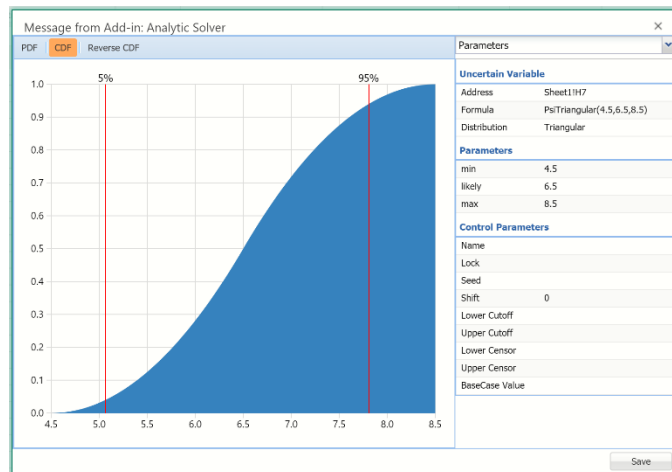 Message from Add-in: Analytic Solver
×
PDF CDF Reverse CDF
Parameters
5% 95%
1.0
0.9
0.8
0.7
0.6
0.5
0.4
0.3
0.2
0.1
0.0
4.5 5.0 5.5 6.0 6.5 7.0 7.5 8.0 8.5
Uncertain Variable
Address Sheet1!H7
Formula PsiTriangular(4.5,6.5,8.5)
Distribution Triangular
Parameters
min 4.5
likely 6.5
max 8.5
Control Parameters
Name
Lock
Seed
Shift 0
Lower Cutoff
Upper Cutoff
Lower Censor
Upper Censor
BaseCase Value
Save